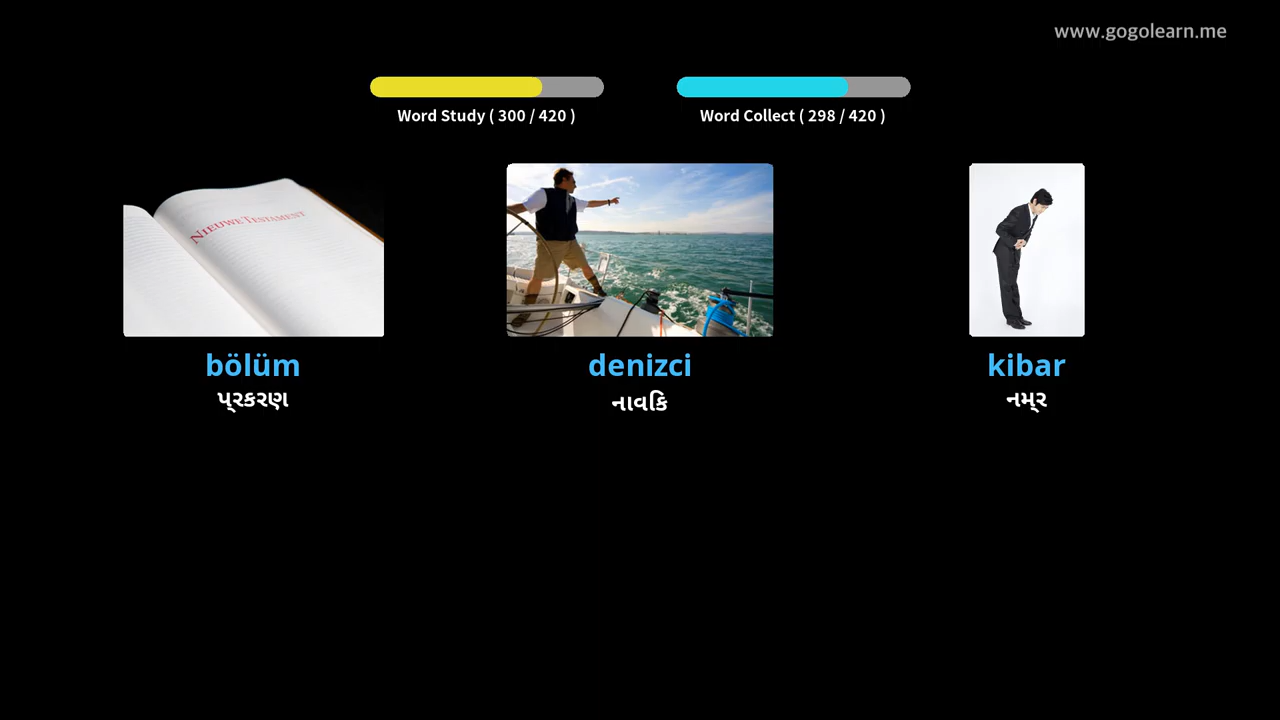 www.gogolearn.me
Word Study ( 300 / 420 )
Word Collect ( 298 / 420 )
NIEUWE TESTAMENT
bölüm
denizci
kibar
પ્રકરણ
નાવિક
નમ્ર